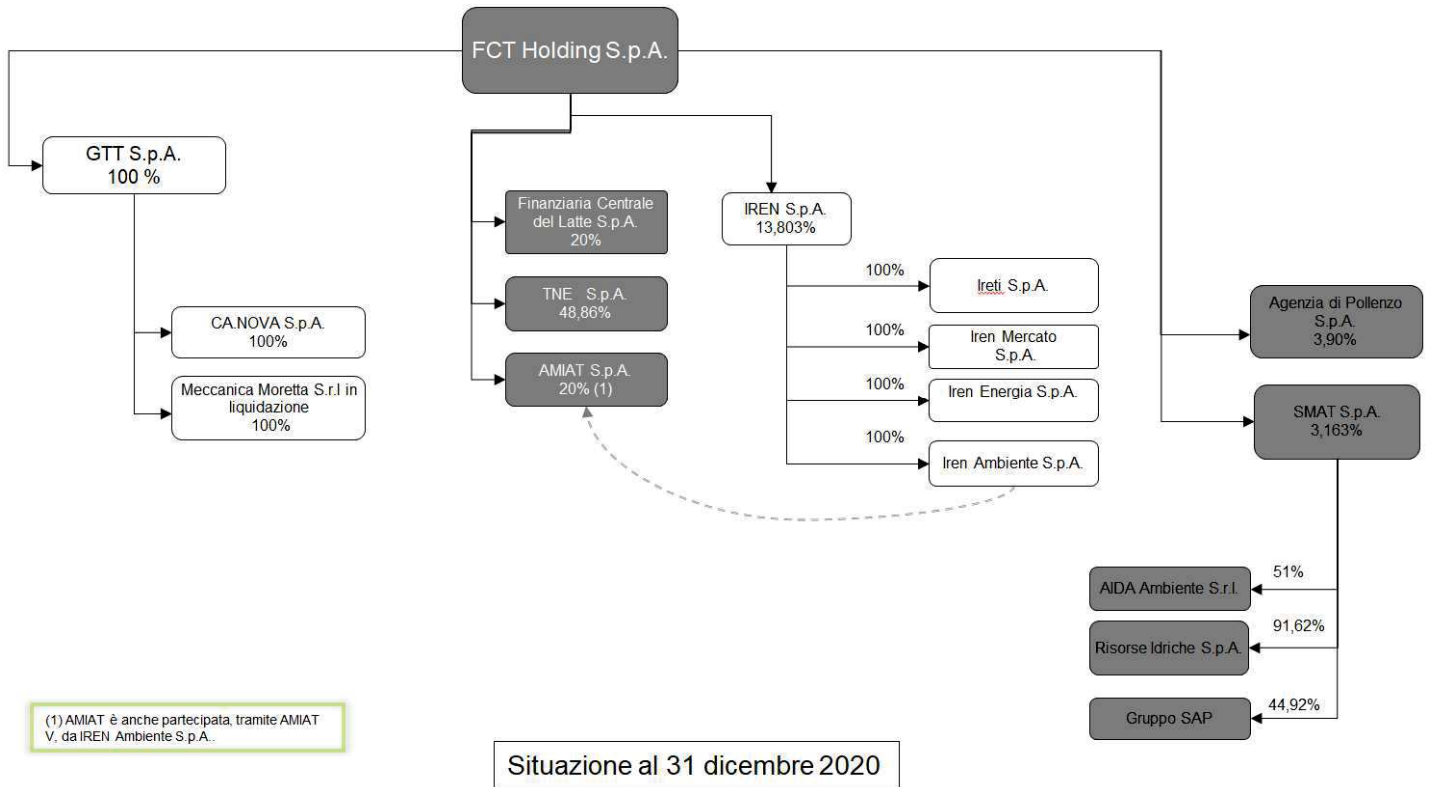 FCT Holding S.p.A.
GTT S.p.A.
100 %
CA.NOVA S.p.A.
100%
Meccanica Moretta S.r.l in
liquidazione
100%
Finanziaria Centrale
del Latte S.p.A.
20%
TNE S.p.A.
48,86%
AMIAT S.p.A.
20% (1)
IREN S.p.A.
13,803%
100%
Ireti S.p.A.
100%
Iren Mercato
S.p.A.
100%
Iren Energia S.p.A.
100%
Iren Ambiente S.p.A.
Agenzia di Pollenzo
S.p.A.
3,90%
SMAT S.p.A.
3,163%
51%
AIDA Ambiente S.r.l.
91,62%
Risorse Idriche S.p.A.
44,92%
Gruppo SAP
(1) AMIAT è anche partecipata, tramite AMIAT
V, da IREN Ambiente S.p.A..
Situazione al 31 dicembre 2020